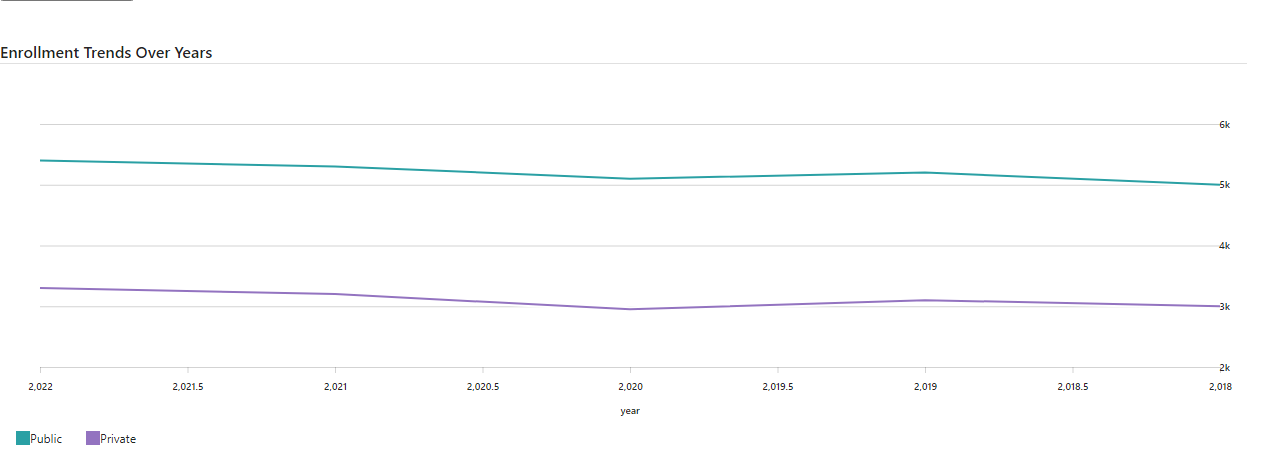 Enrollment Trends Over Years
6k
5k
4k
3k
2k
2,022 2,021.5 2,021 2,020.5 2,020 2,019.5 2,019 2,018.5 2,018
year
Public Private